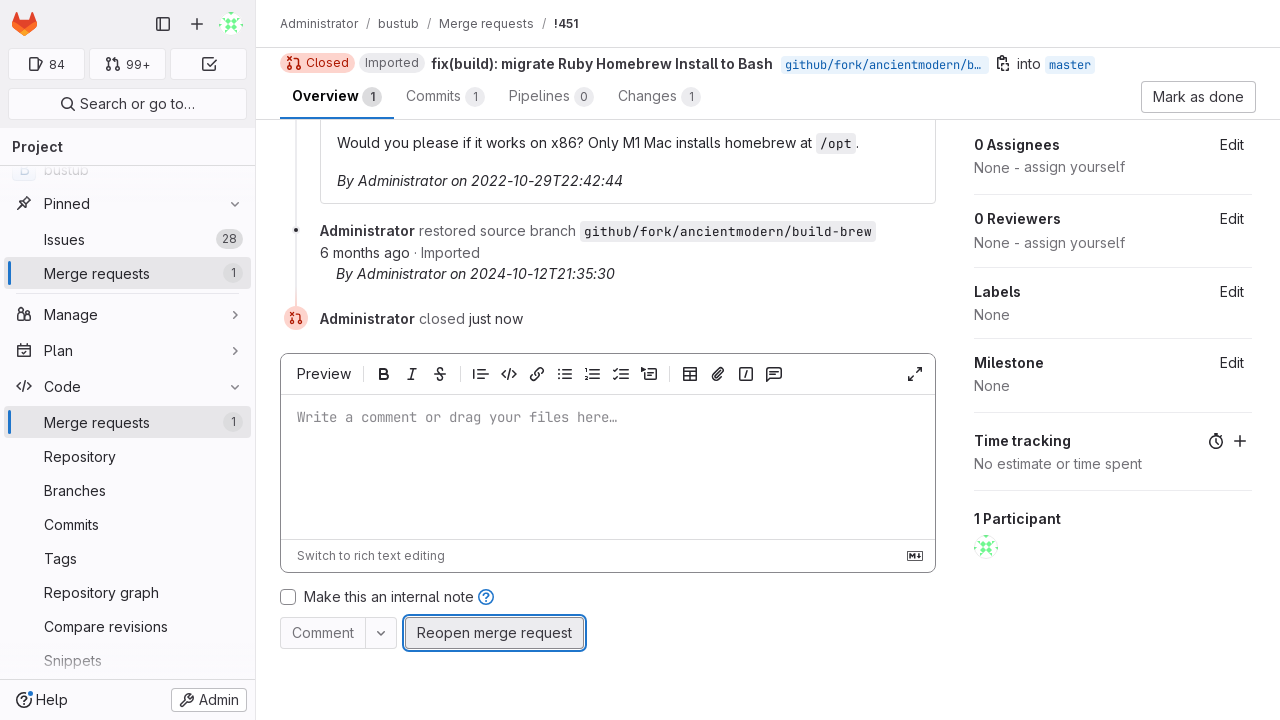 84
99+
Search or go to…
Project
bustub
Pinned
Issues 28
Merge requests 1
Manage
Plan
Code
Merge requests 1
Repository
Branches
Commits
Tags
Repository graph
Compare revisions
Snippets
Help
Admin
Administrator / bustub / Merge requests / !451
Closed Imported fix(build): migrate Ruby Homebrew Install to Bash github/fork/ancientmodern/b… into master
Overview 1 Commits 1 Pipelines 0 Changes 1
Mark as done
Would you please if it works on x86? Only M1 Mac installs homebrew at /opt.
By Administrator on 2022-10-29T22:42:44
Administrator restored source branch github/fork/ancientmodern/build-brew
6 months ago · Imported
By Administrator on 2024-10-12T21:35:30
Administrator closed just now
Preview
Write a comment or drag your files here…
Switch to rich text editing
Make this an internal note
Comment
Reopen merge request
0 Assignees Edit
None - assign yourself
0 Reviewers Edit
None - assign yourself
Labels Edit
None
Milestone Edit
None
Time tracking
No estimate or time spent
1 Participant